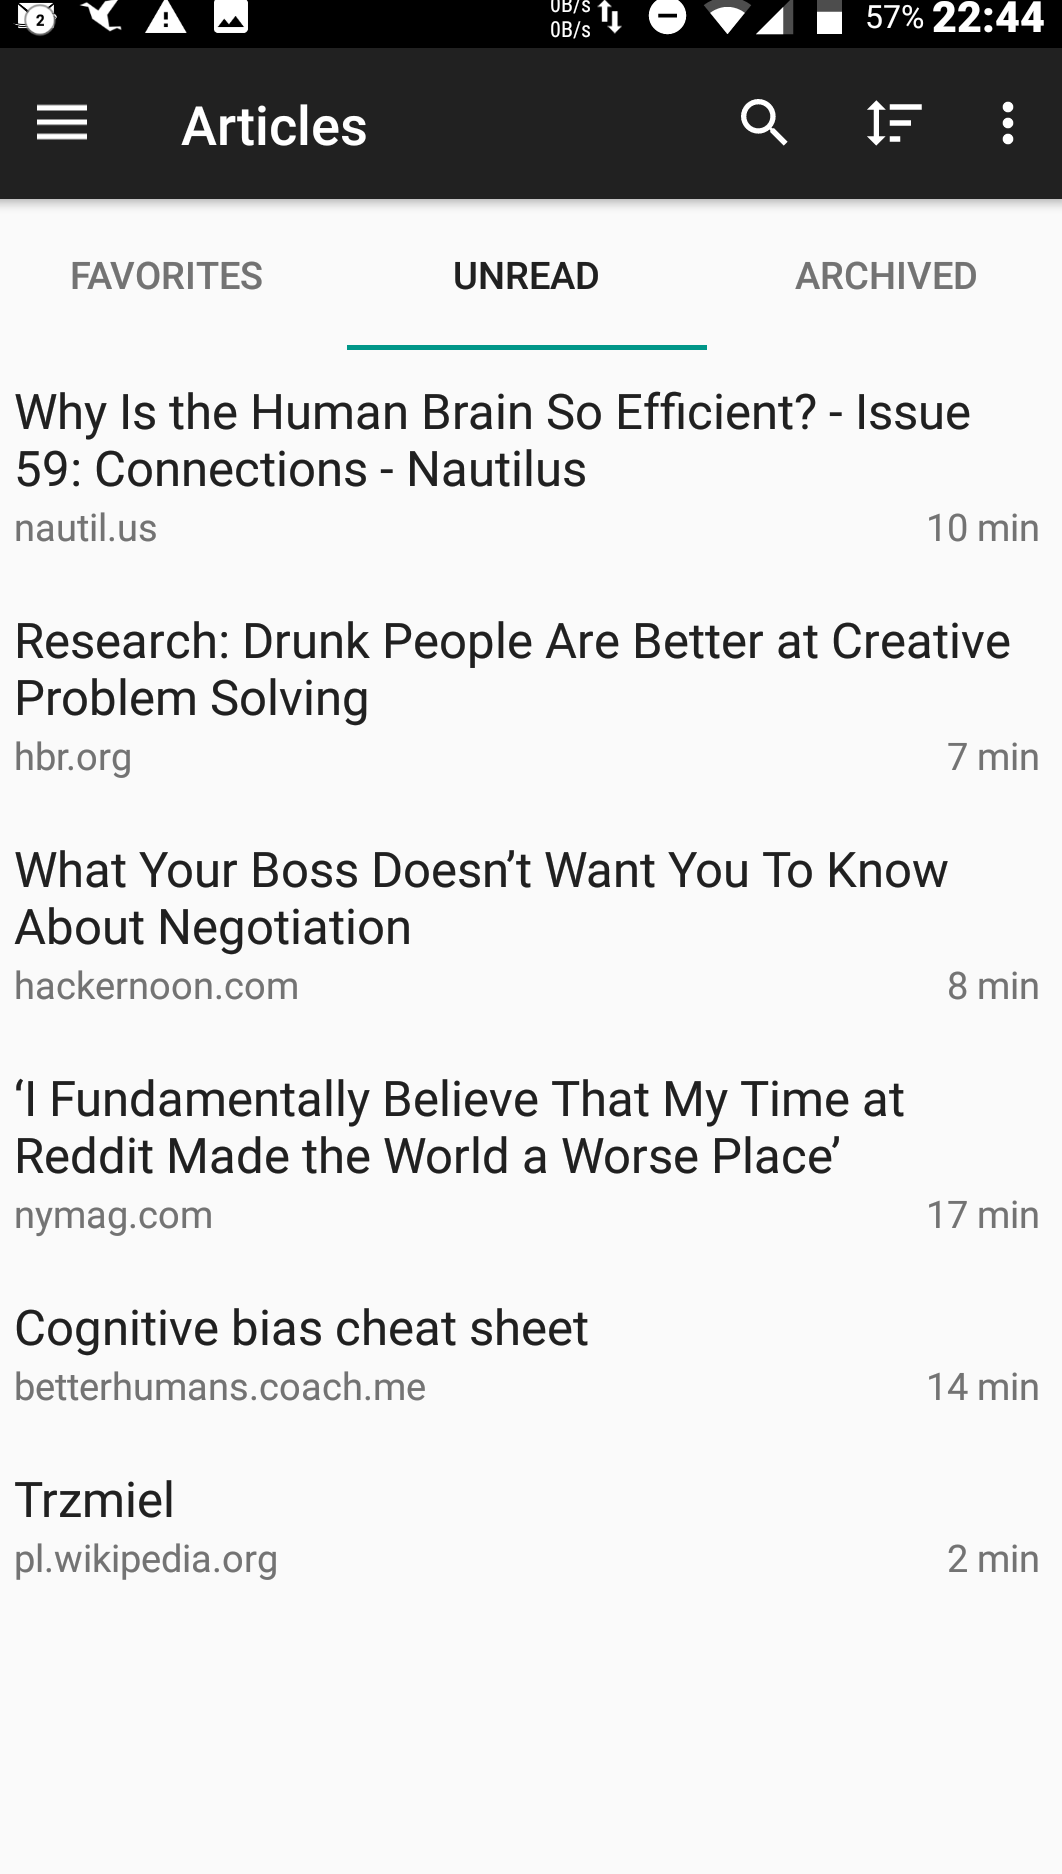 2
0B/s
0B/s
57% 22:44
Articles
FAVORITES UNREAD ARCHIVED
Why Is the Human Brain So Efficient? - Issue
59: Connections - Nautilus
nautil.us 10 min
Research: Drunk People Are Better at Creative
Problem Solving
hbr.org 7 min
What Your Boss Doesn’t Want You To Know
About Negotiation
hackernoon.com 8 min
‘I Fundamentally Believe That My Time at
Reddit Made the World a Worse Place’
nymag.com 17 min
Cognitive bias cheat sheet
betterhumans.coach.me 14 min
Trzmiel
pl.wikipedia.org 2 min